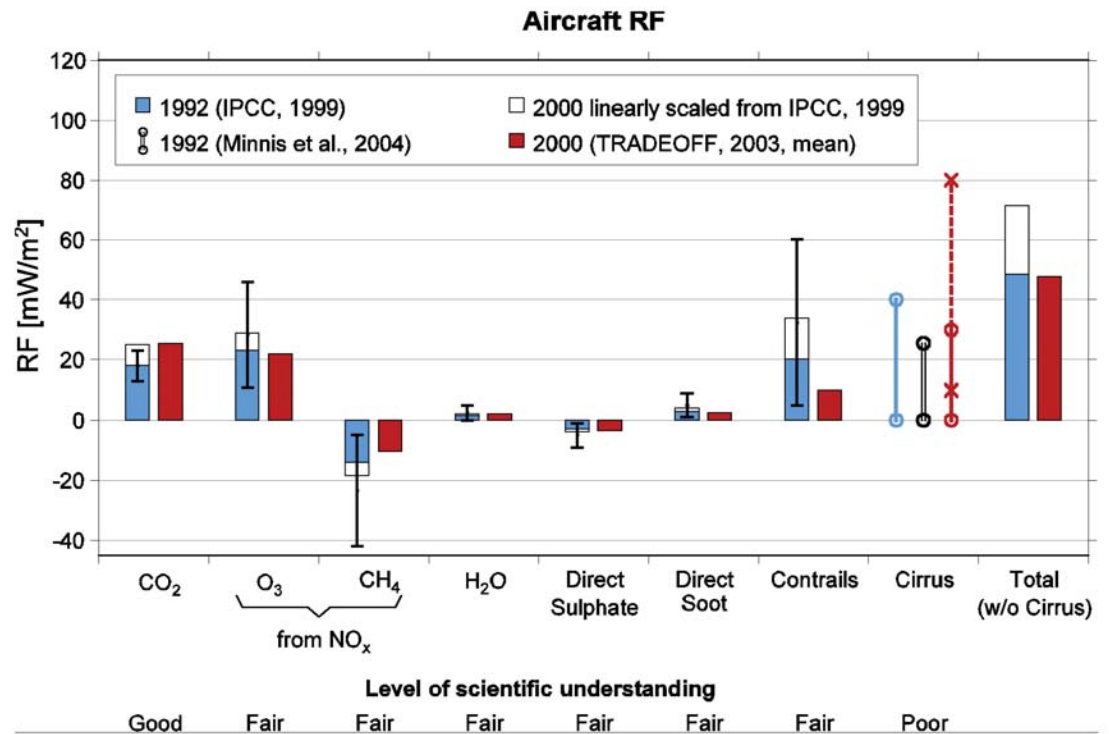 Aircraft RF
120
100
80
60
40
20
0
-20
-40
RF [mW/m²]
1992 (IPCC, 1999)
2000 linearly scaled from IPCC, 1999
1992 (Minnis et al., 2004)
2000 (TRADEOFF, 2003, mean)
CO₂
O₃
CH₄
H₂O
Direct
Sulphate
Direct
Soot
Contrails
Cirrus
Total
(w/o Cirrus)
from NOₓ
Level of scientific understanding
Good Fair Fair Fair Fair Fair Fair Poor